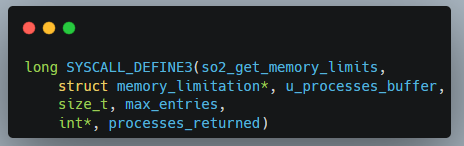 long SYSCALL_DEFINE3(so2_get_memory_limits,
struct memory_limitation*, u_processes_buffer,
size_t, max_entries,
int*, processes_returned)